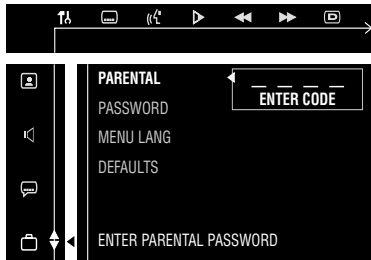 PARENTAL
ENTER CODE
PASSWORD
MENU LANG
DEFAULTS
ENTER PARENTAL PASSWORD